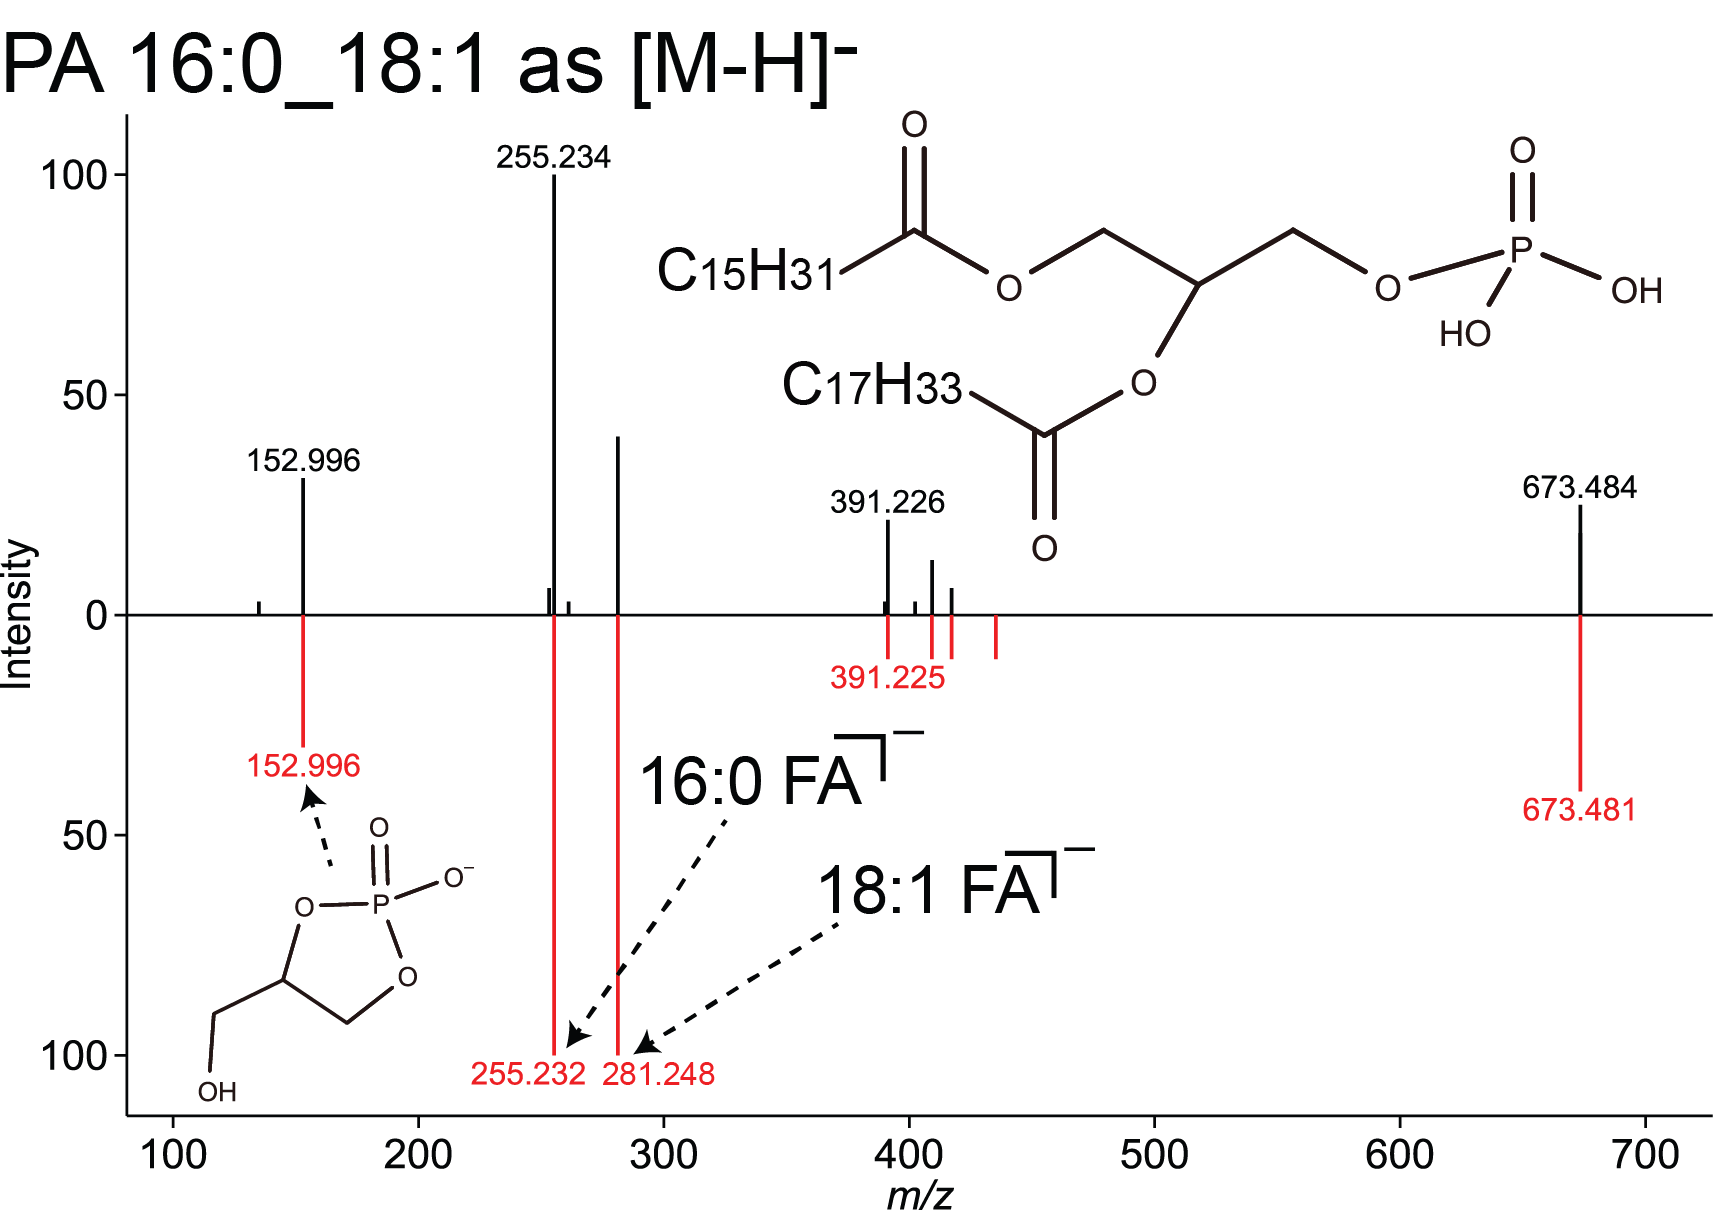 PA 16:0_18:1 as [M-H]⁻
O
O
255.234
100
C15H31
O
O
P
OH
HO
C17H33
O
50
152.996
391.226
673.484
O
Intensity
0
391.225
152.996
16:0 FA⁻
673.481
O
50
O⁻
18:1 FA⁻
O
P
O
100
255.232
281.248
OH
100
200
300
400
500
600
700
m/z